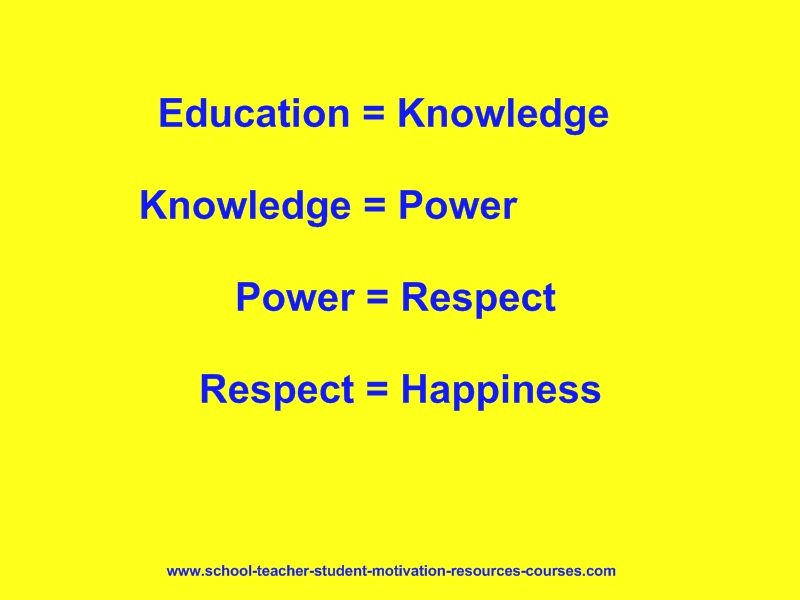 Education = Knowledge
Knowledge = Power
Power = Respect
Respect = Happiness
www.school-teacher-student-motivation-resources-courses.com